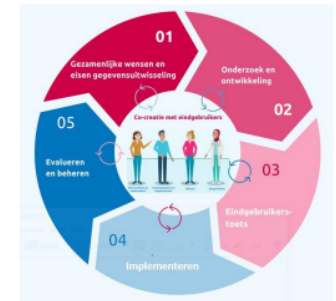 01
Gezamenlijke wensen en
eisen gegevensuitwisseling
Onderzoek en
ontwikkeling
02
03
Eindgebruikers-
toets
04
Implementeren
05
Evalueren
en beheren
Co-creatie met eindgebruikers